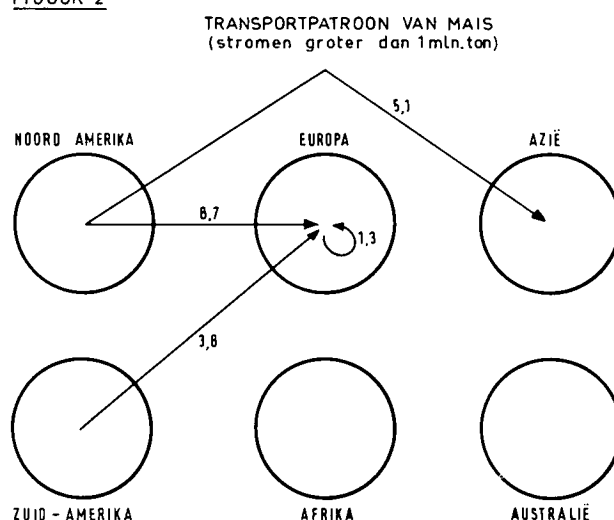 FIGUUR 2
TRANSPORTPATROON VAN MAIS
(stromen groter dan 1 mln.ton)
5,1
NOORD AMERIKA
EUROPA
AZIË
8,7
1,3
3,8
ZUID-AMERIKA
AFRIKA
AUSTRALIË